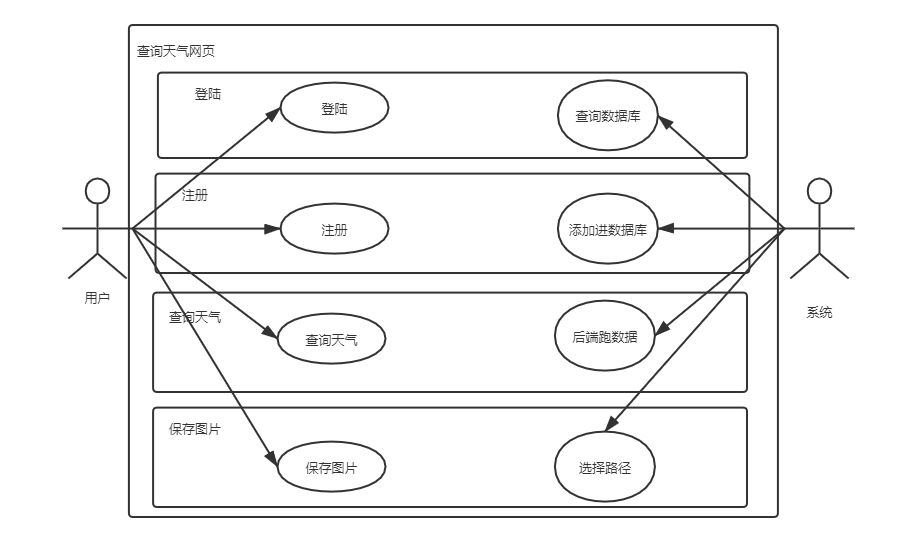 查询天气网页
登陆
登陆
查询数据库
注册
注册
添加进数据库
用户
系统
查询天气
查询天气
后端跑数据
保存图片
保存图片
选择路径